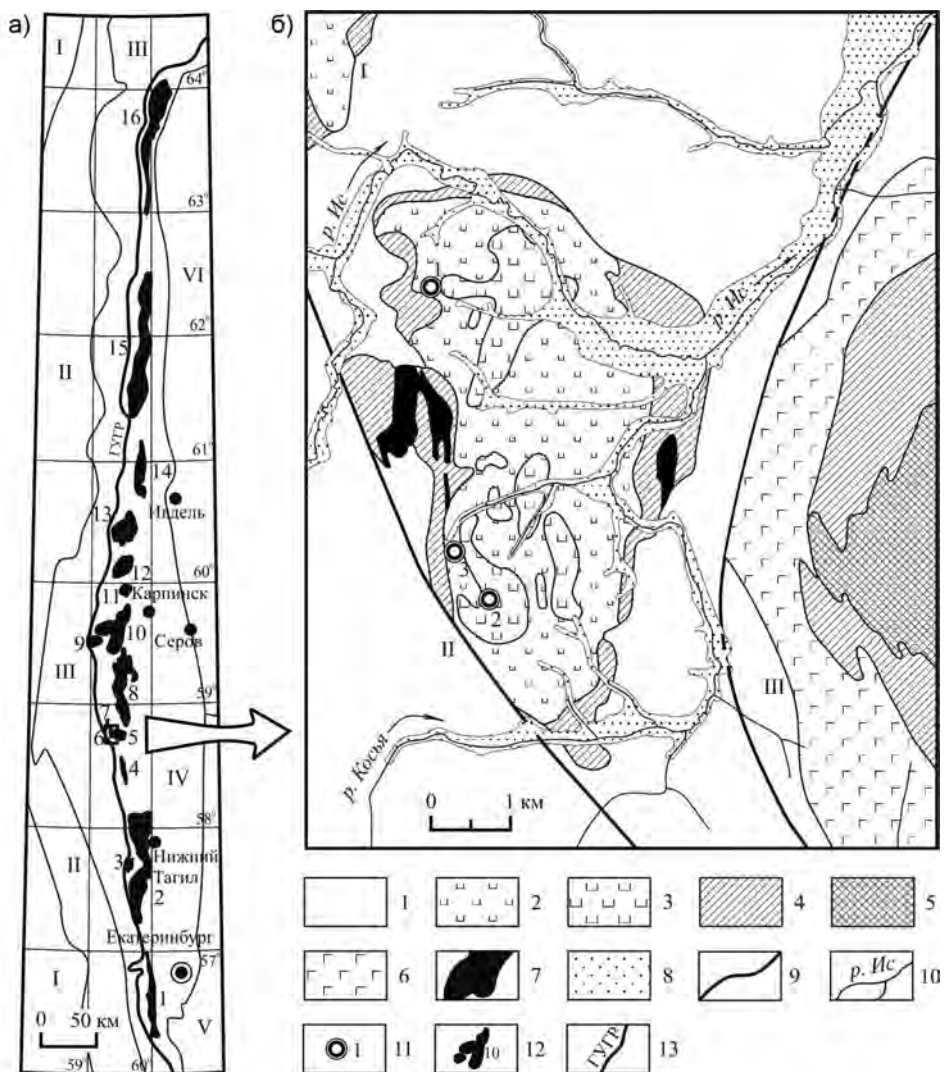 а)
I
III
64°
16
63°
VI
62°
15
II
ГУГР
61°
14
Ивдель
13
12
60°
11
Карпинск
10
9
Серов
III
8
59°
7
6
5
4
IV
58°
II
3
Нижний
Тагил
2
Екатеринбург
57°
I
1
0 50 км
V
59°
60°
б)
I
р. Ис
р. Ис
1
3
2
II
III
р. Косья
0 1 км
1 2 3 4 5
6 7 8 9 р. Ис 10
1 11 10 12 ГУГР 13